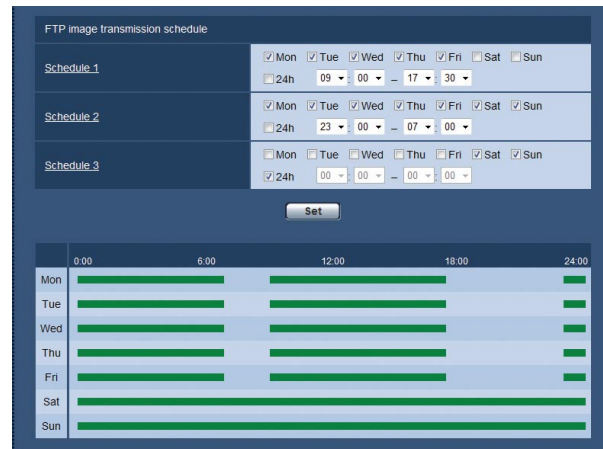 FTP image transmission schedule
Schedule 1
Mon Tue Wed Thu Fri Sat Sun
24h 09 : 00 – 17 : 30
Schedule 2
Mon Tue Wed Thu Fri Sat Sun
24h 23 : 00 – 07 : 00
Schedule 3
Mon Tue Wed Thu Fri Sat Sun
24h 00 : 00 – 00 : 00
Set
0:00 6:00 12:00 18:00 24:00
Mon
Tue
Wed
Thu
Fri
Sat
Sun